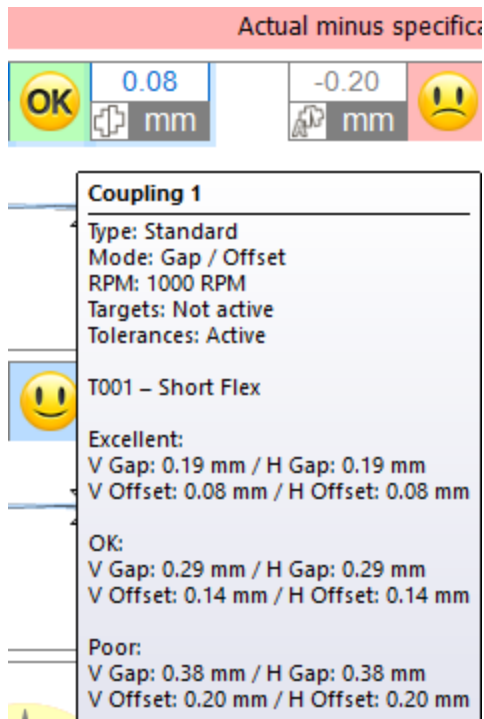 Actual minus specifica
OK
0.08
mm
-0.20
mm
Coupling 1
Type: Standard
Mode: Gap / Offset
RPM: 1000 RPM
Targets: Not active
Tolerances: Active
T001 – Short Flex
Excellent:
V Gap: 0.19 mm / H Gap: 0.19 mm
V Offset: 0.08 mm / H Offset: 0.08 mm
OK:
V Gap: 0.29 mm / H Gap: 0.29 mm
V Offset: 0.14 mm / H Offset: 0.14 mm
Poor:
V Gap: 0.38 mm / H Gap: 0.38 mm
V Offset: 0.20 mm / H Offset: 0.20 mm